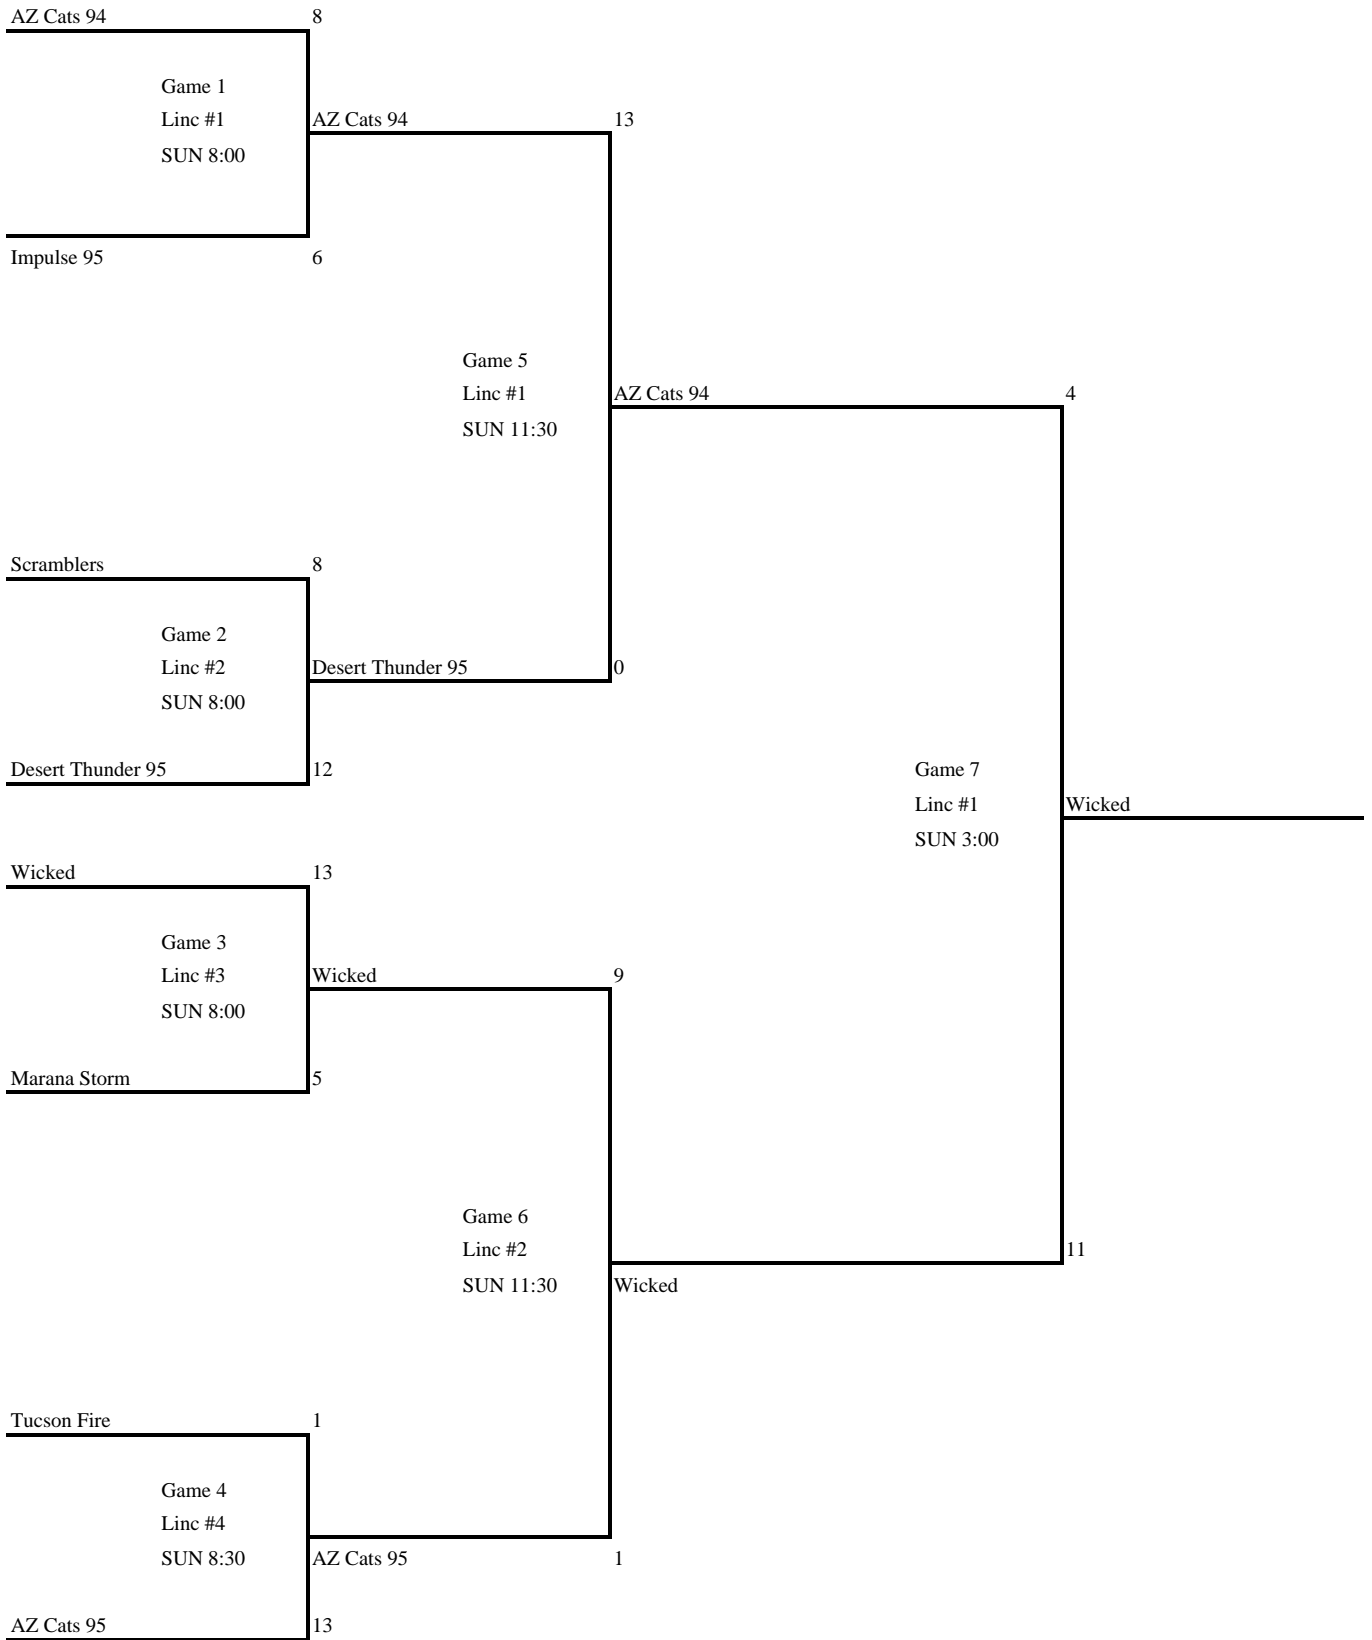 AZ Cats 94 8
Game 1
Linc #1 AZ Cats 94 13
SUN 8:00
Impulse 95 6
Game 5
Linc #1 AZ Cats 94 4
SUN 11:30
Scramblers 8
Game 2
Linc #2 Desert Thunder 95 0
SUN 8:00
Desert Thunder 95 12 Game 7
Linc #1 Wicked
SUN 3:00
Wicked 13
Game 3
Linc #3 Wicked 9
SUN 8:00
Marana Storm 5
Game 6
Linc #2 11
SUN 11:30 Wicked
Tucson Fire 1
Game 4
Linc #4
SUN 8:30 AZ Cats 95 1
AZ Cats 95 13